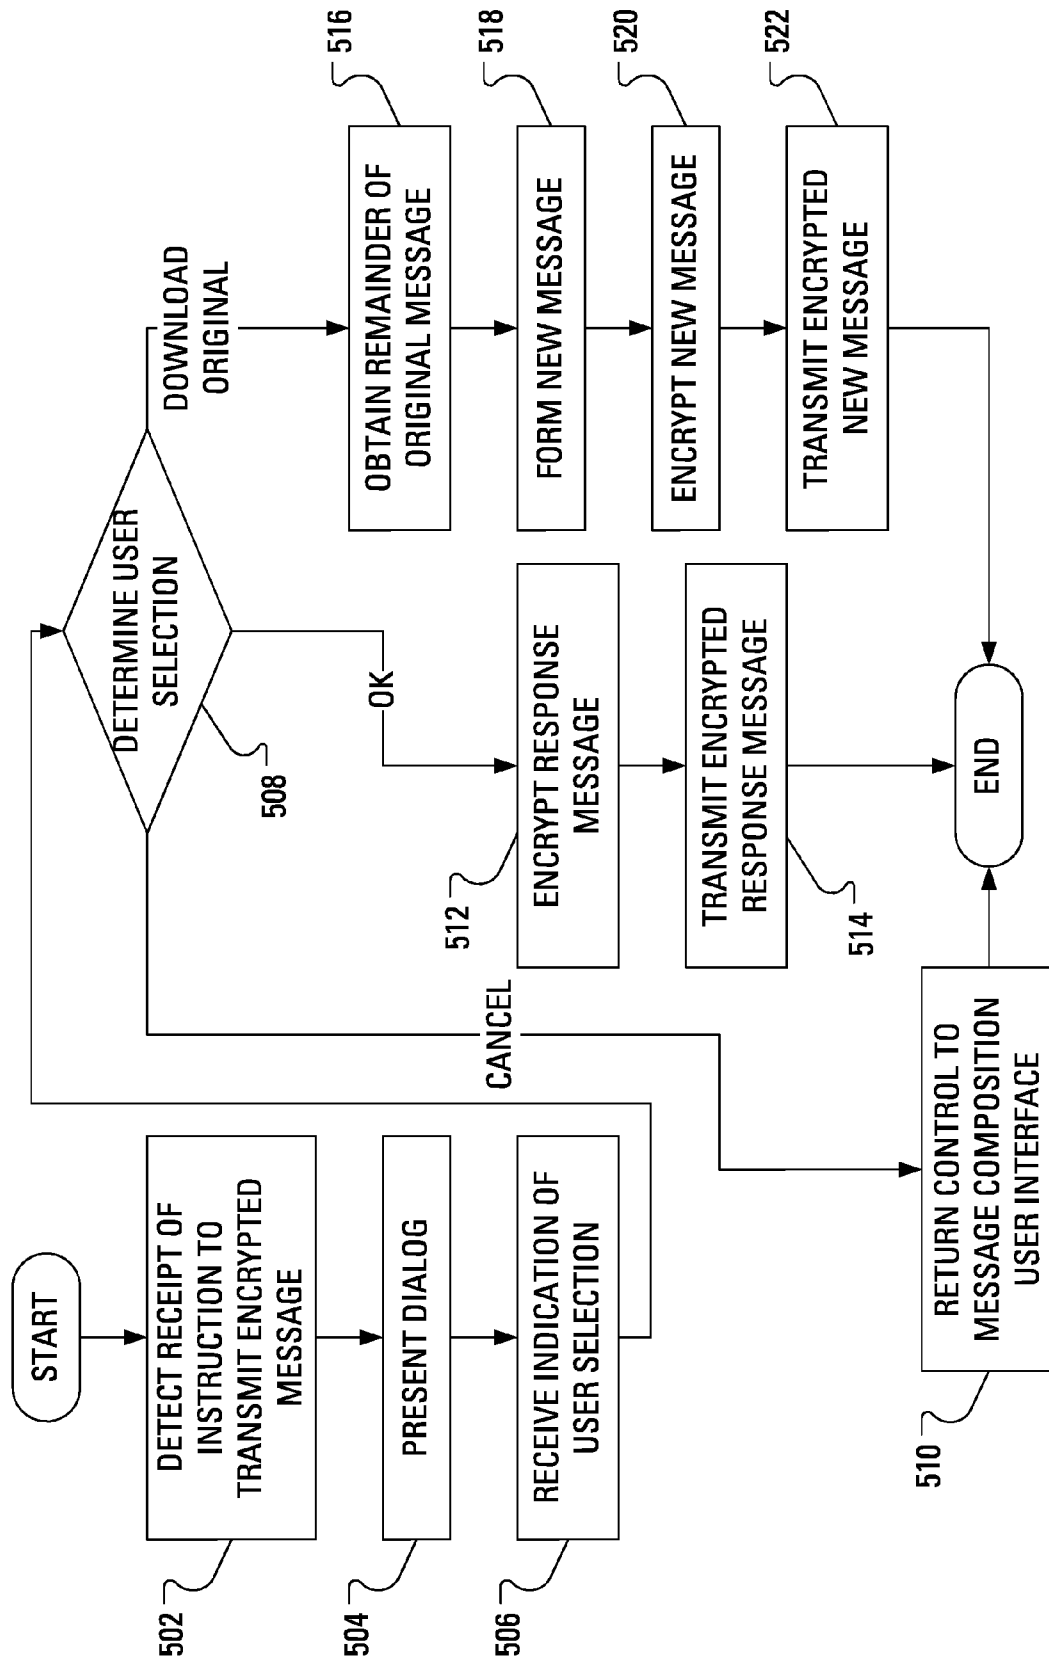 START
DETECT RECEIPT OF
INSTRUCTION TO
TRANSMIT ENCRYPTED
MESSAGE
502
PRESENT DIALOG
504
RECEIVE INDICATION OF
USER SELECTION
506
DETERMINE USER
SELECTION
508
CANCEL
RETURN CONTROL TO
MESSAGE COMPOSITION
USER INTERFACE
510
OK
ENCRYPT RESPONSE
MESSAGE
512
TRANSMIT ENCRYPTED
RESPONSE MESSAGE
514
DOWNLOAD
ORIGINAL
OBTAIN REMAINDER OF
ORIGINAL MESSAGE
516
FORM NEW MESSAGE
518
ENCRYPT NEW MESSAGE
520
TRANSMIT ENCRYPTED
NEW MESSAGE
522
END